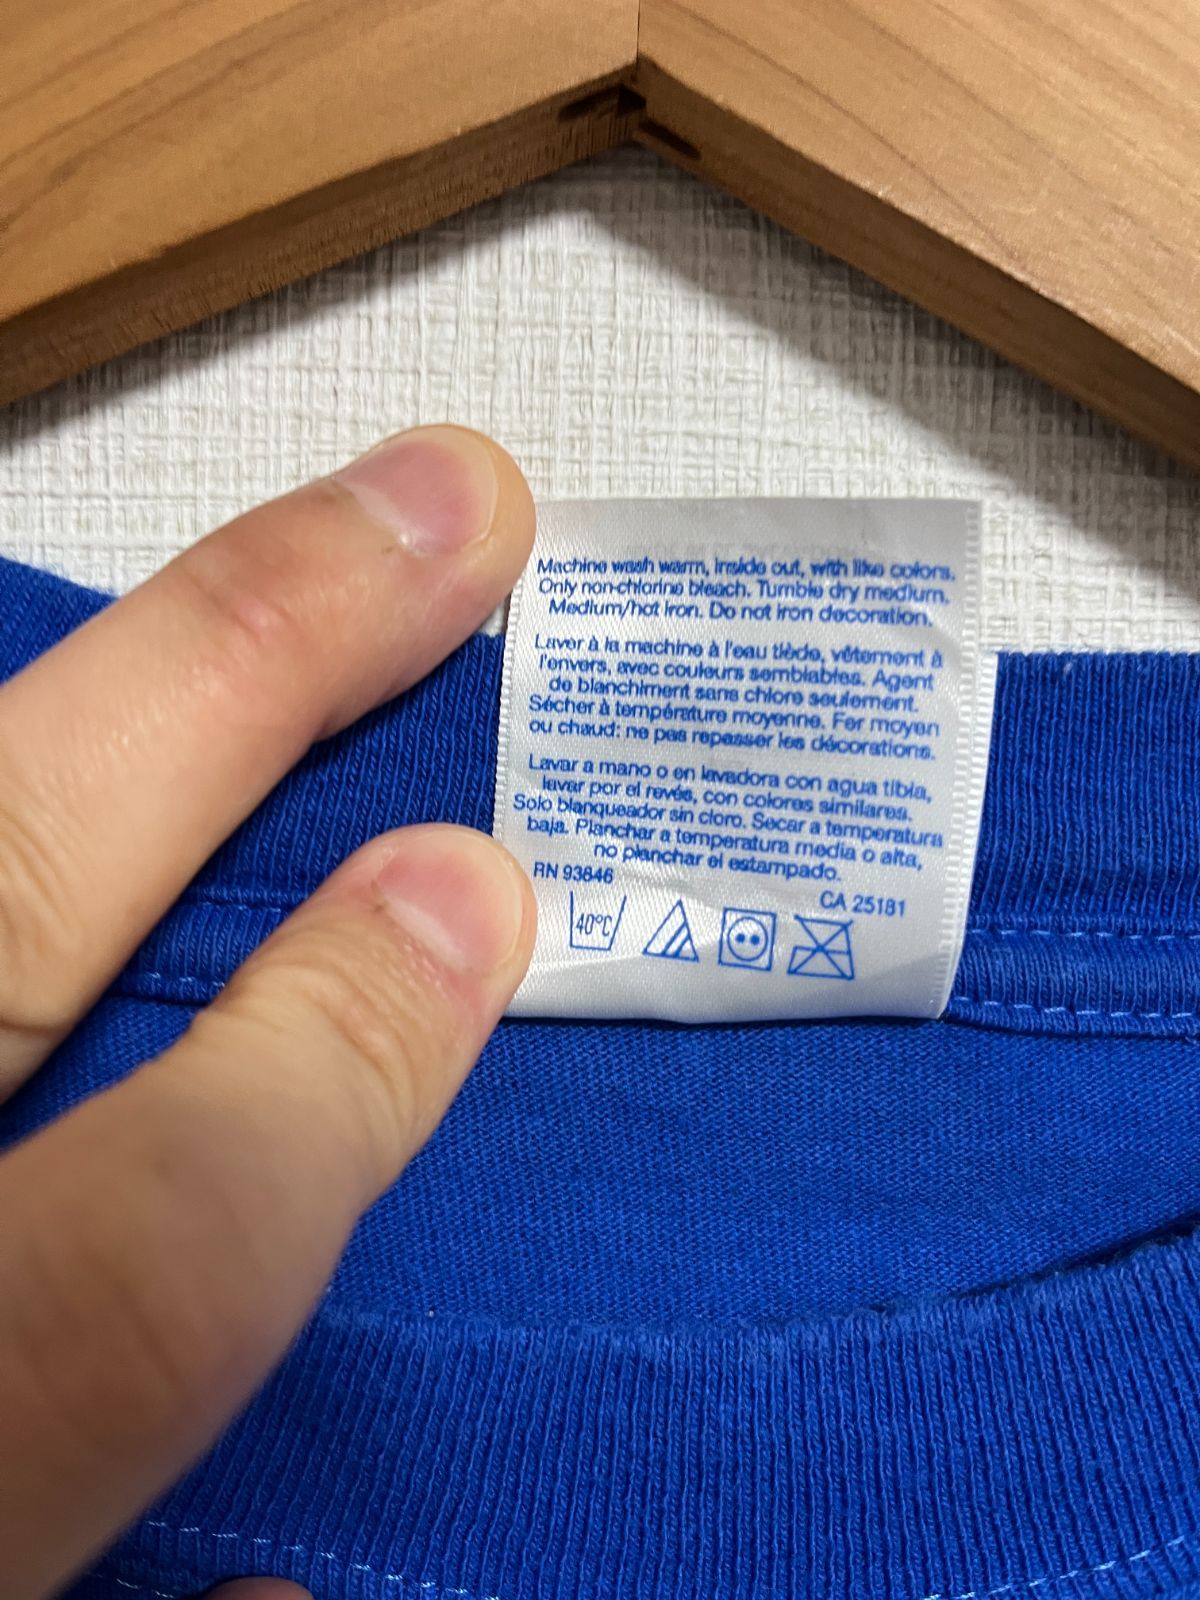 Machine wash warm, inside out, with like colors.
Only non-chlorine bleach. Tumble dry medium.
Medium/hot iron. Do not iron decoration.
Laver à la machine à l'eau tiède, vêtement à
l'envers, avec couleurs semblables. Agent
de blanchiment sans chlore seulement.
Sécher à température moyenne. Fer moyen
ou chaud: ne pas repasser les décorations.
Lavar a mano o en lavadora con agua tibia,
lavar por el revés, con colores similares.
Solo blanqueador sin cloro. Secar a temperatura
baja. Planchar a temperatura media o alta,
no planchar el estampado.
RN 93846
CA 25181
40°C